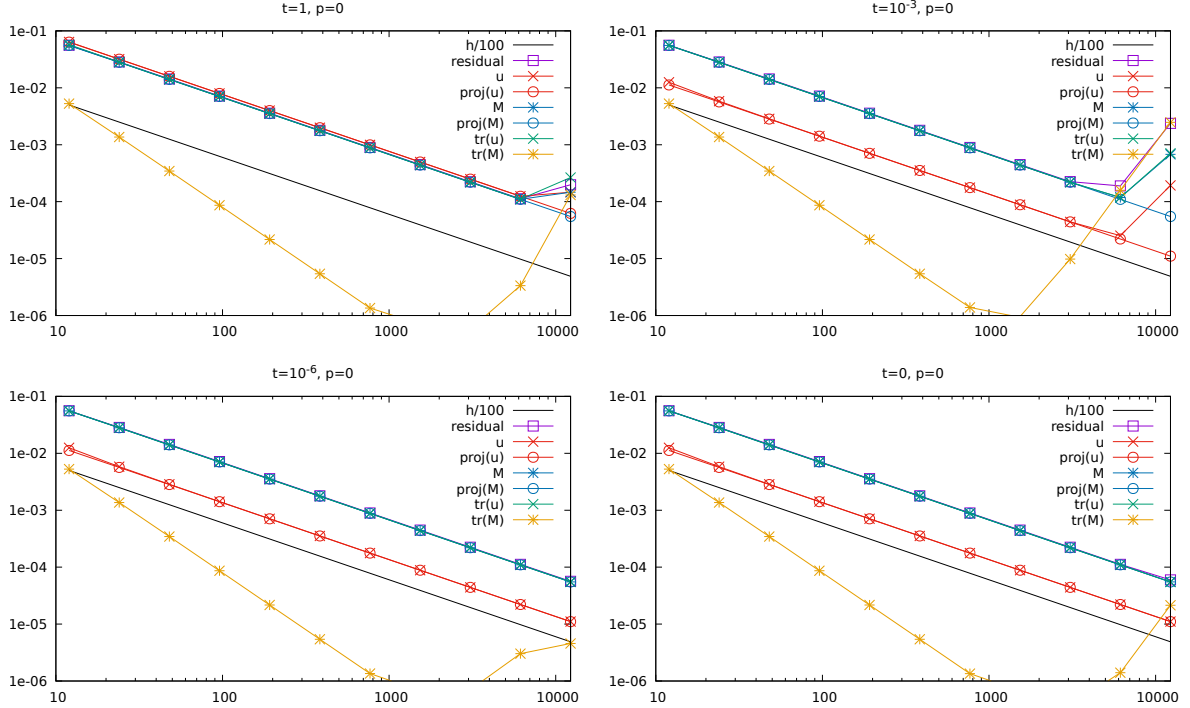 t=1, p=0
1e-01
1e-02
1e-03
1e-04
1e-05
1e-06
10
100
1000
10000
h/100
residual
u
proj(u)
M
proj(M)
tr(u)
tr(M)
t=10-3, p=0
1e-01
1e-02
1e-03
1e-04
1e-05
1e-06
10
100
1000
10000
h/100
residual
u
proj(u)
M
proj(M)
tr(u)
tr(M)
t=10-6, p=0
1e-01
1e-02
1e-03
1e-04
1e-05
1e-06
10
100
1000
10000
h/100
residual
u
proj(u)
M
proj(M)
tr(u)
tr(M)
t=0, p=0
1e-01
1e-02
1e-03
1e-04
1e-05
1e-06
10
100
1000
10000
h/100
residual
u
proj(u)
M
proj(M)
tr(u)
tr(M)